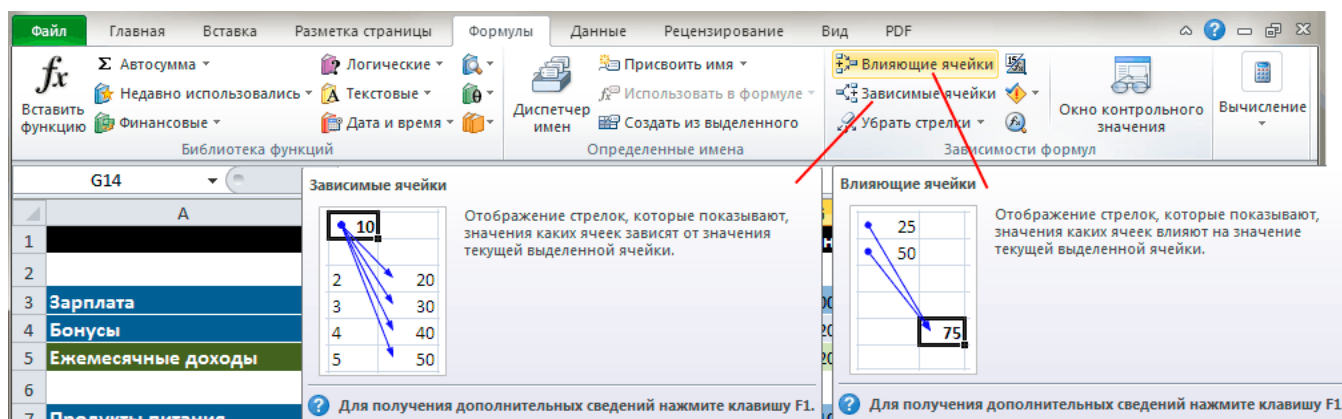 Файл Главная Вставка Разметка страницы Формулы Данные Рецензирование Вид PDF
fx Σ Автосумма Логические Присвоить имя Влияющие ячейки
Недавно использовались Текстовые Использовать в формуле Зависимые ячейки
Вставить функцию Финансовые Дата и время Диспетчер имен Создать из выделенного Убрать стрелки Окно контрольного значения Вычисление
Библиотека функций Определенные имена Зависимости формул
G14
A
1
2
3 Зарплата
4 Бонусы
5 Ежемесячные доходы
6
7 Продукты питания
Зависимые ячейки
10
2 20
3 30
4 40
5 50
Отображение стрелок, которые показывают,
значения каких ячеек зависят от значения
текущей выделенной ячейки.
Для получения дополнительных сведений нажмите клавишу F1.
Влияющие ячейки
25
50
75
Отображение стрелок, которые показывают,
значения каких ячеек влияют на значение
текущей выделенной ячейки.
Для получения дополнительных сведений нажмите клавишу F1